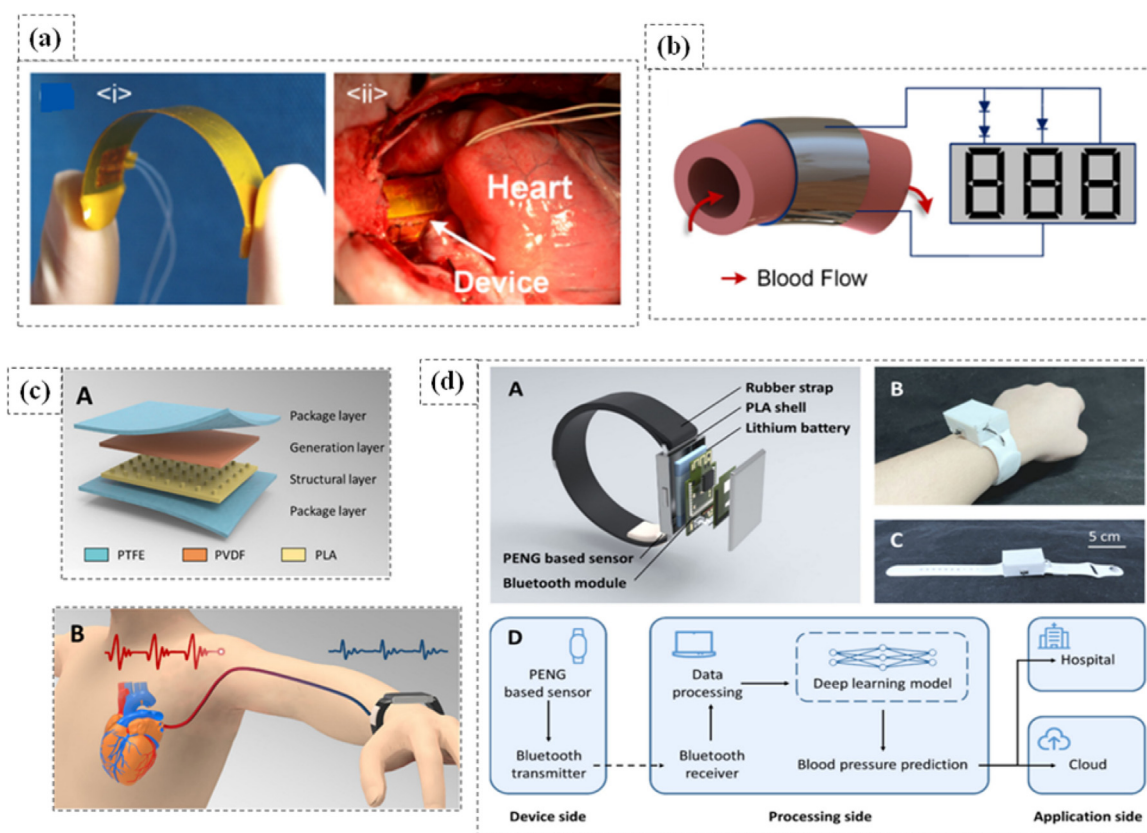 (a)
<i>
<ii>
Heart
Device
(b)
888
Blood Flow
(c)
A
Package layer
Generation layer
Structural layer
Package layer
PTFE
PVDF
PLA
B
(d)
A
Rubber strap
PLA shell
Lithium battery
PENG based sensor
Bluetooth module
B
C
5 cm
D
PENG
based sensor
Bluetooth
transmitter
Device side
Data
processing
Deep learning model
Bluetooth
receiver
Blood pressure prediction
Processing side
Hospital
Cloud
Application side